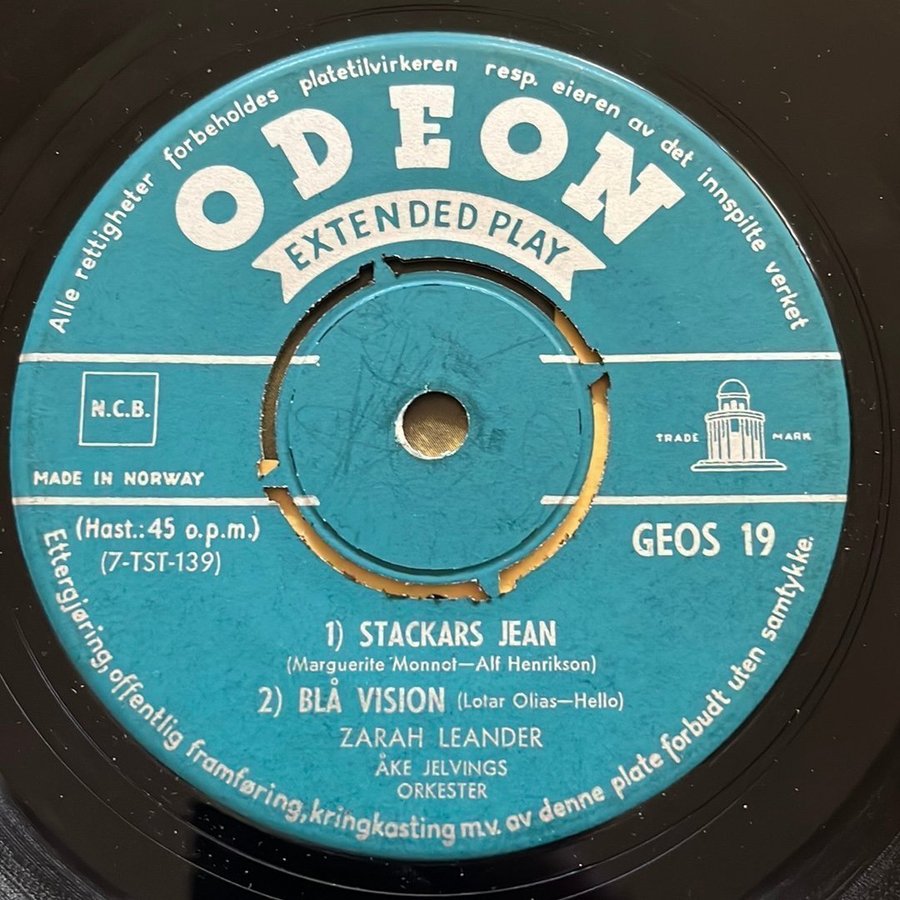 Alle rettigheter forbeholdes platetilvirkeren resp. eieren av det innspilte verket
ODEON
EXTENDED PLAY
N.C.B.
TRADE MARK
MADE IN NORWAY
(Hast.: 45 o.p.m.)
(7-TST-139)
GEOS 19
1) STACKARS JEAN
(Marguerite Monnot—Alf Henrikson)
2) BLÅ VISION (Lotar Olias—Hello)
ZARAH LEANDER
ÅKE JELVINGS
ORKESTER
Ettergjøring, offentlig framføring, kringkasting m.v. av denne plate forbudt uten samtykke.